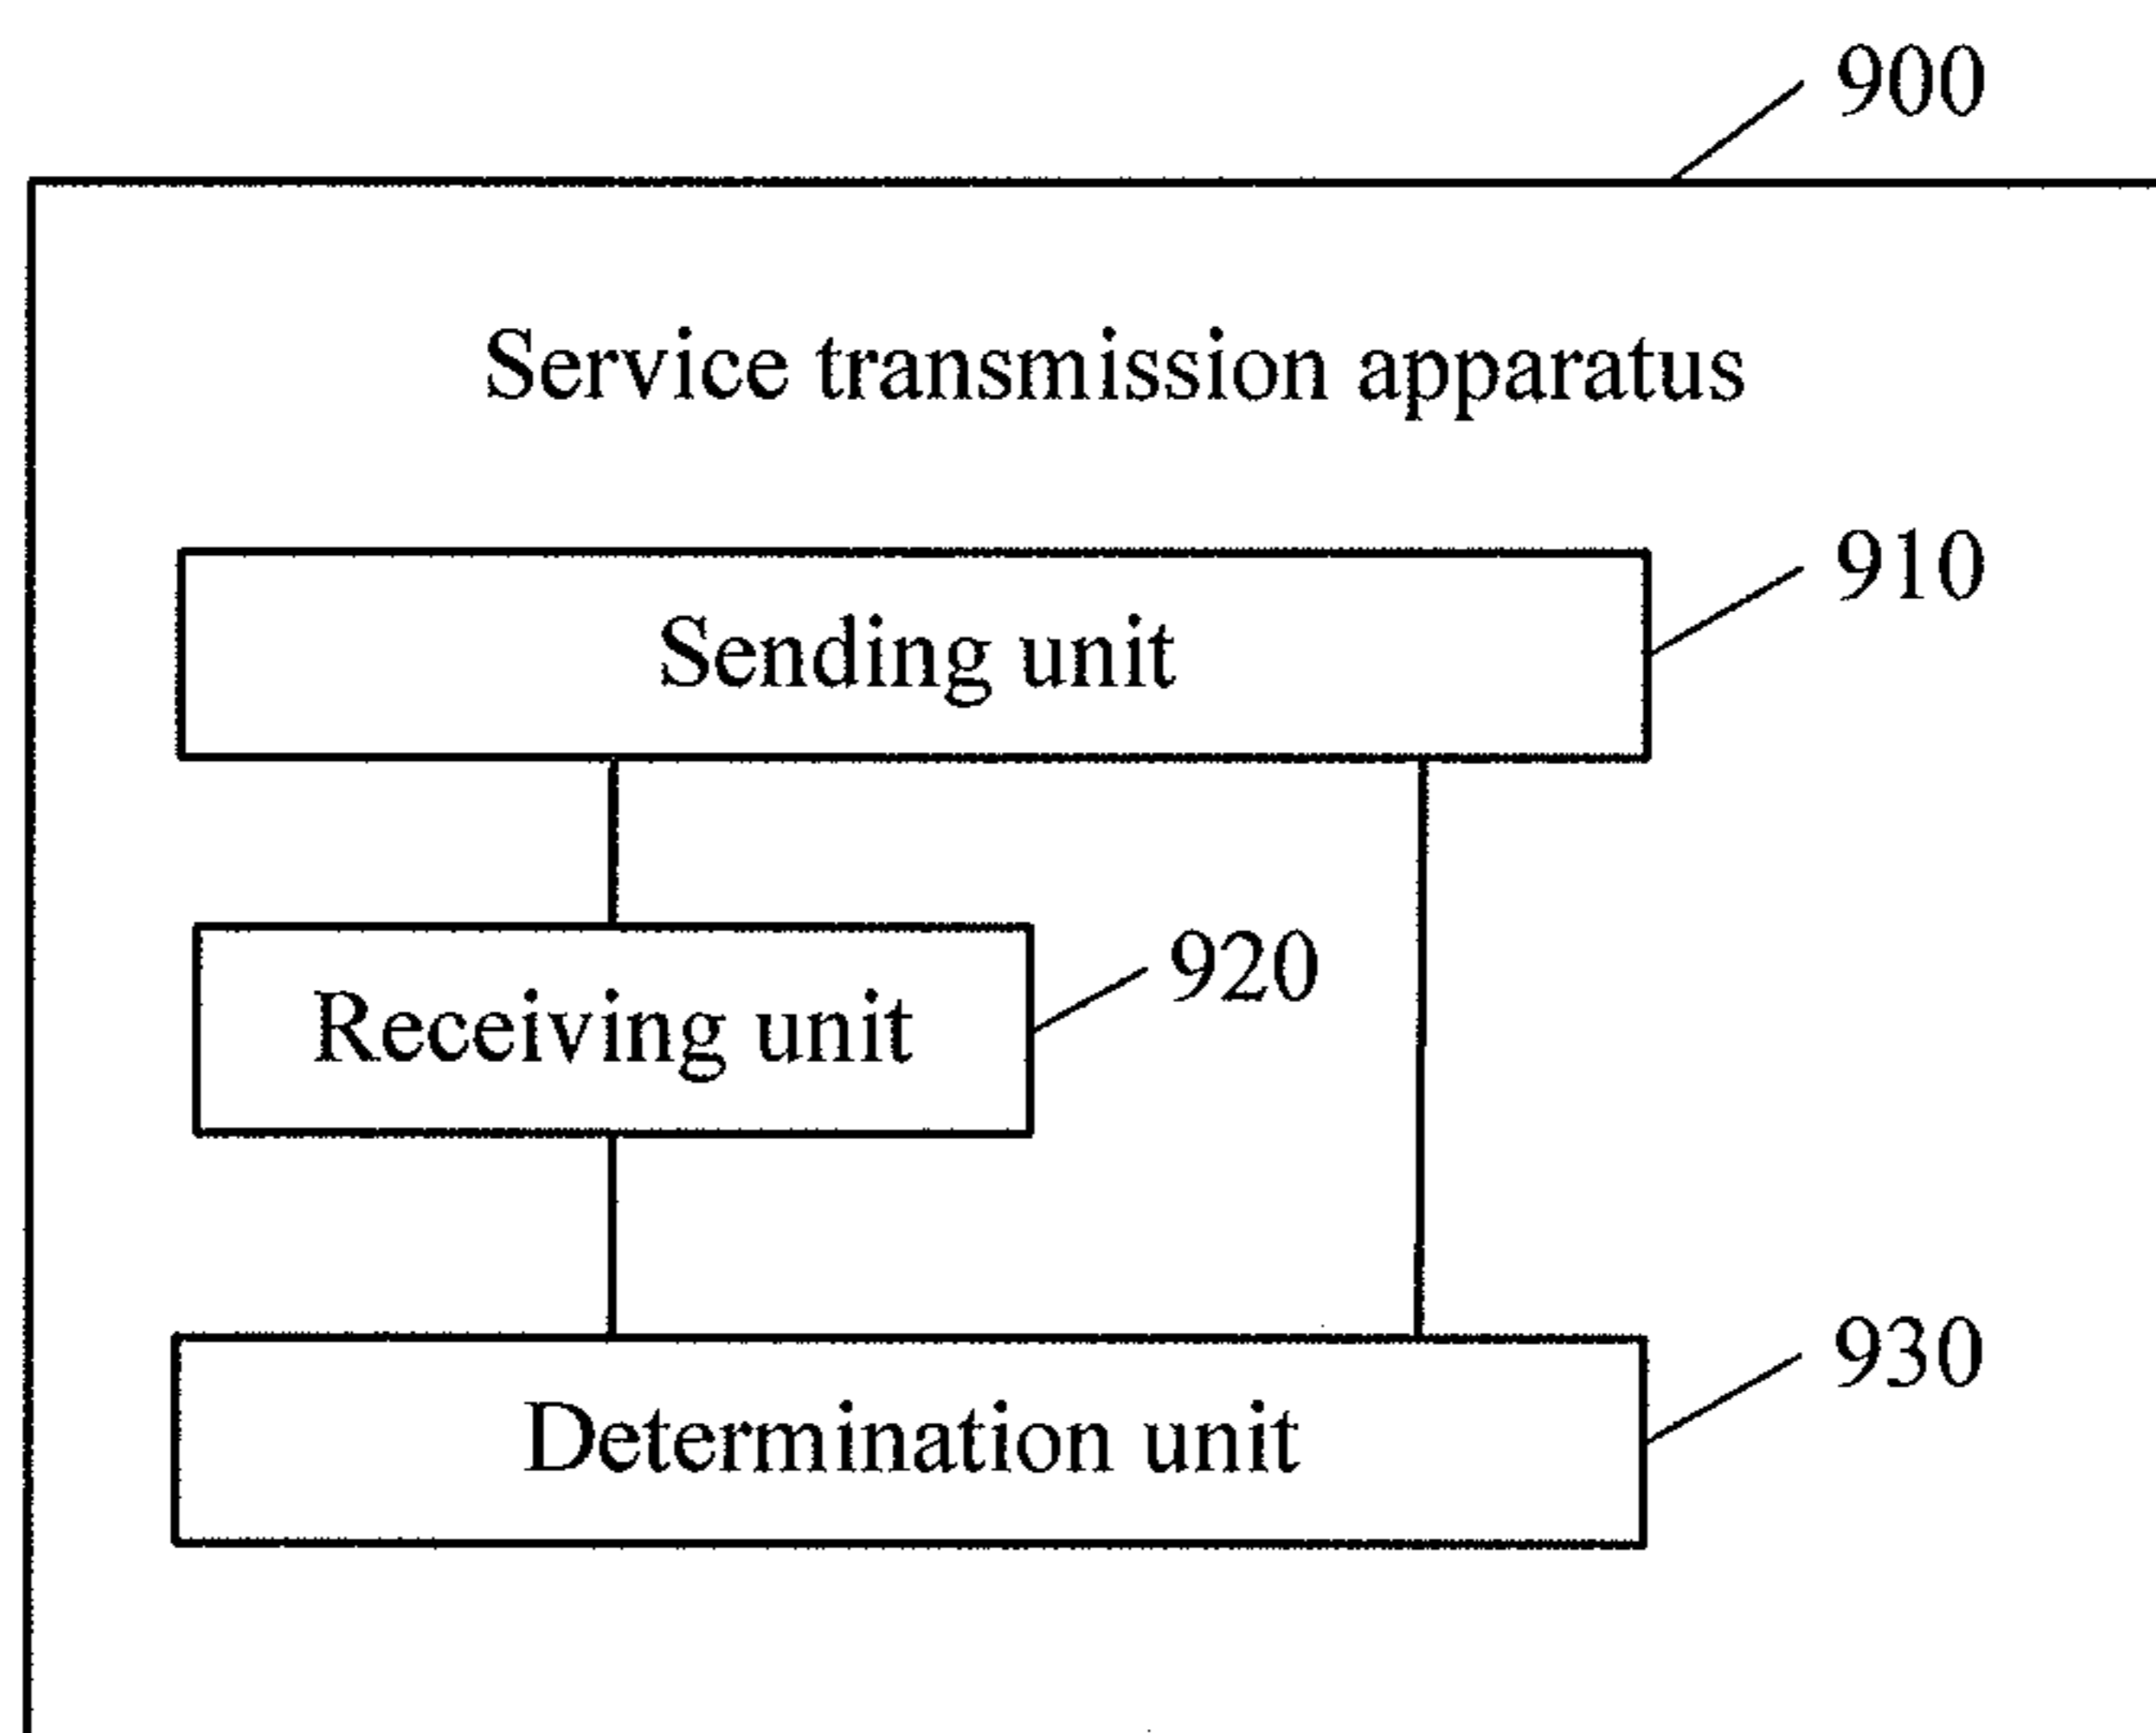 900
Service transmission apparatus
910
Sending unit
920
Receiving unit
930
Determination unit